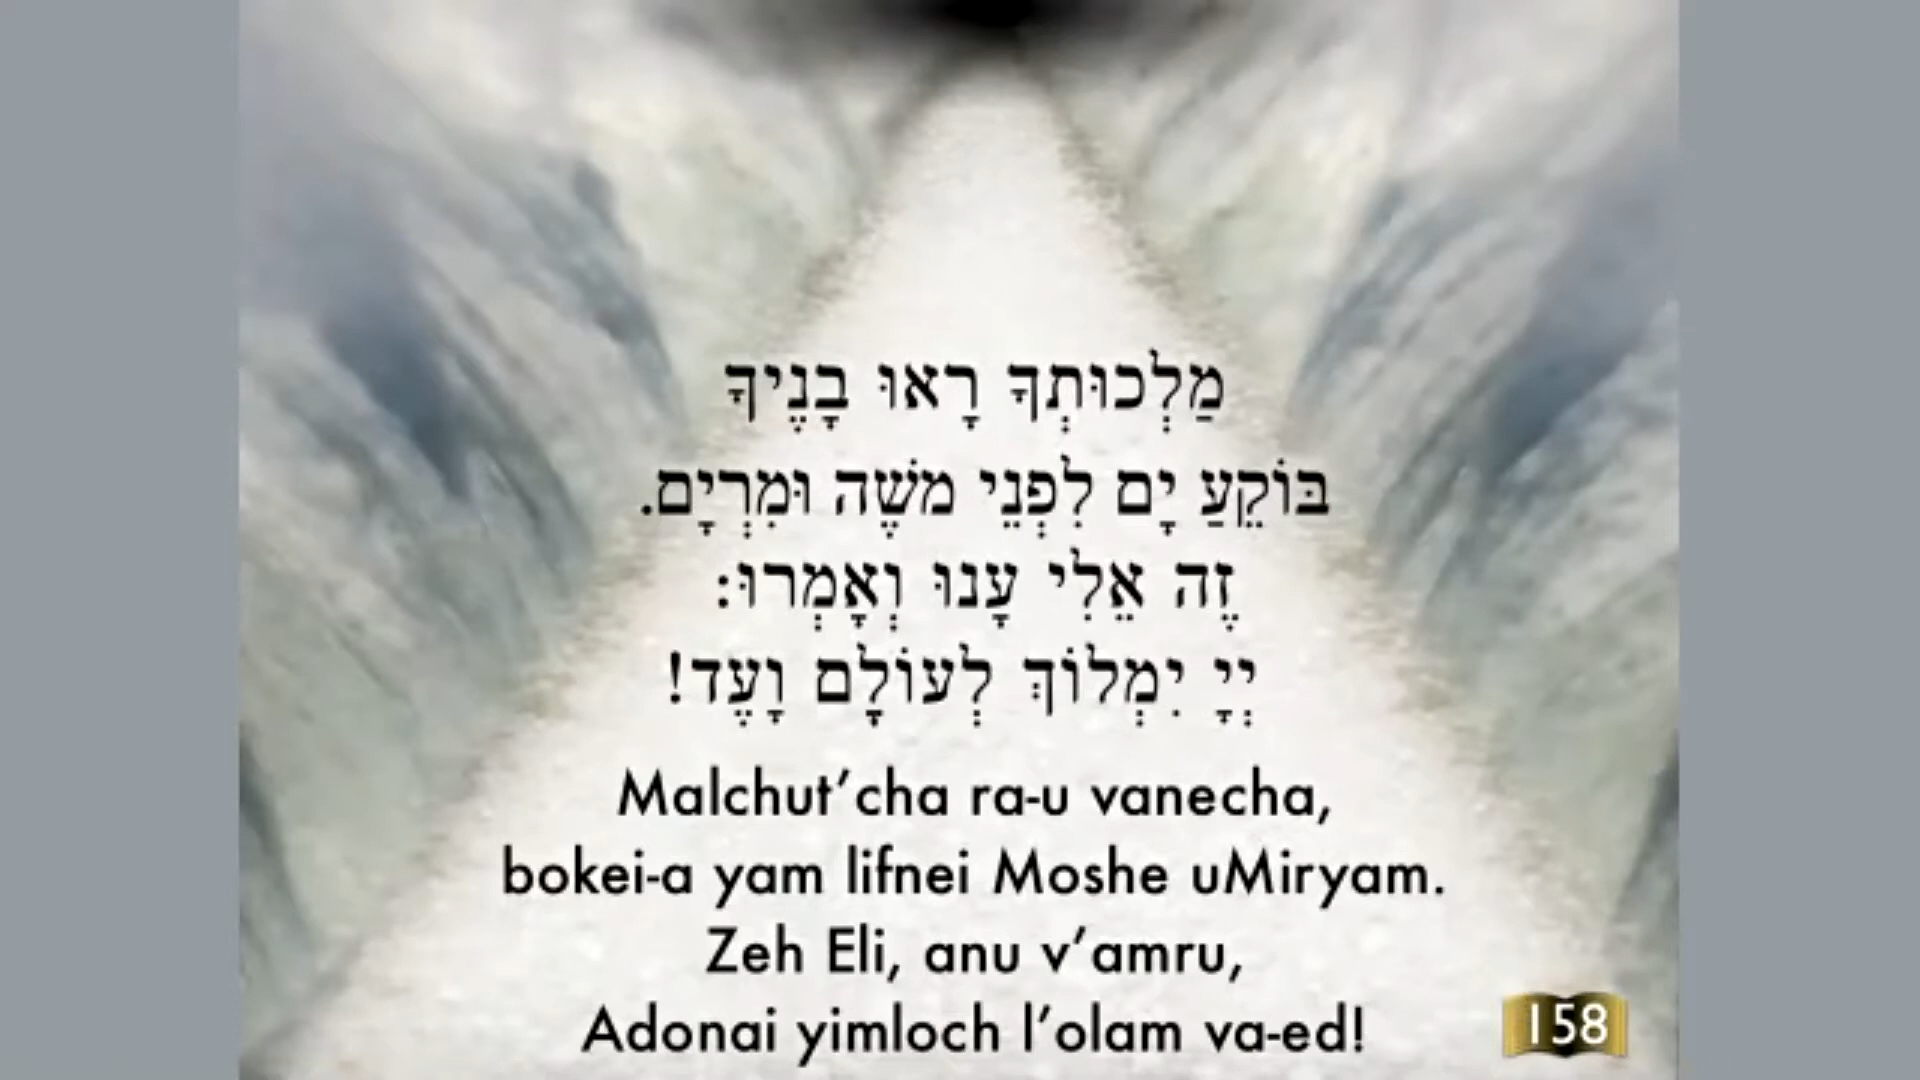 מַלְכוּתְךָ רָאוּ בָנֶיךָ
בּוֹקֵעַ יָם לִפְנֵי מֹשֶׁה וּמִרְיָם.
זֶה אֵלִי עָנוּ וְאָמְרוּ:
יְיָ יִמְלוֹךְ לְעוֹלָם וָעֶד!
Malchut’cha ra-u vanecha,
bokei-a yam lifnei Moshe uMiryam.
Zeh Eli, anu v’amru,
Adonai yimloch l’olam va-ed!
158